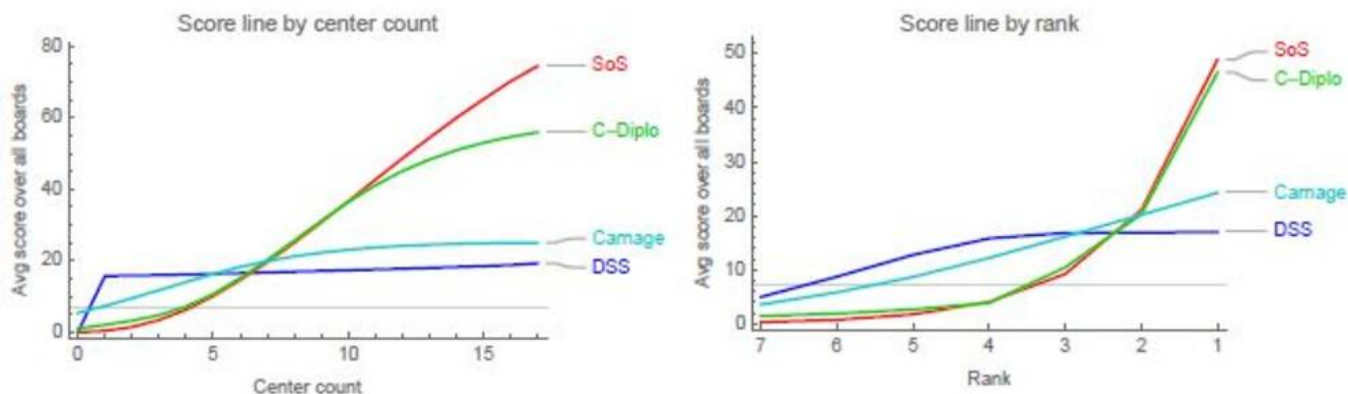 Score line by center count
80
60
40
20
0
Avg score over all boards
0 5 10 15
Center count
SoS
C-Diplo
Carnage
DSS
Score line by rank
50
40
30
20
10
0
Avg score over all boards
7 6 5 4 3 2 1
Rank
SoS
C-Diplo
Carnage
DSS